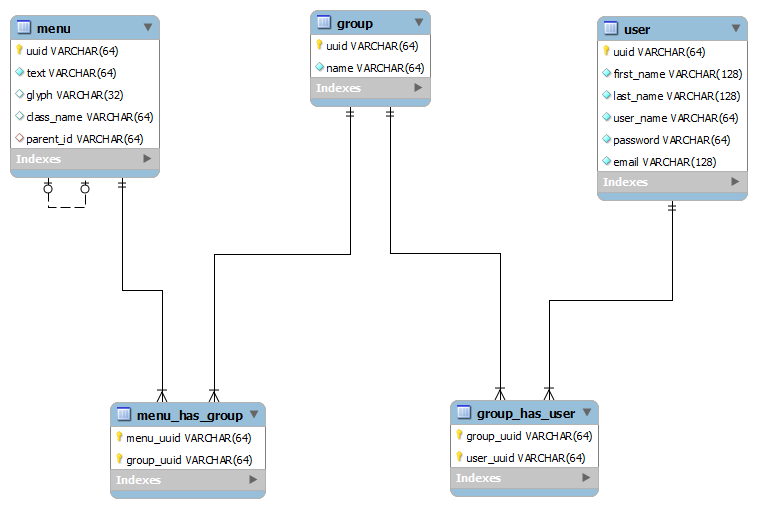 menu
uuid VARCHAR(64)
text VARCHAR(64)
glyph VARCHAR(32)
class_name VARCHAR(64)
parent_id VARCHAR(64)
Indexes
group
uuid VARCHAR(64)
name VARCHAR(64)
Indexes
user
uuid VARCHAR(64)
first_name VARCHAR(128)
last_name VARCHAR(128)
user_name VARCHAR(64)
password VARCHAR(64)
email VARCHAR(128)
Indexes
menu_has_group
menu_uuid VARCHAR(64)
group_uuid VARCHAR(64)
Indexes
group_has_user
group_uuid VARCHAR(64)
user_uuid VARCHAR(64)
Indexes